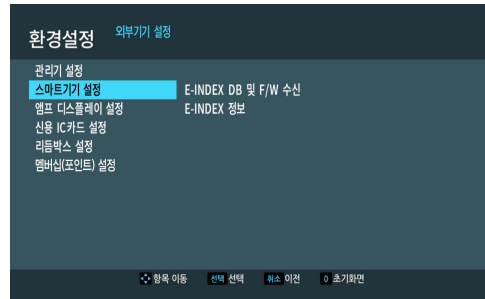 환경설정 외부기기 설정
관리기 설정
스마트기기 설정 E-INDEX DB 및 F/W 수신
앰프 디스플레이 설정 E-INDEX 정보
신용 IC카드 설정
리듬박스 설정
멤버십(포인트) 설정
항목 이동 선택 선택 취소 이전 0 초기화면